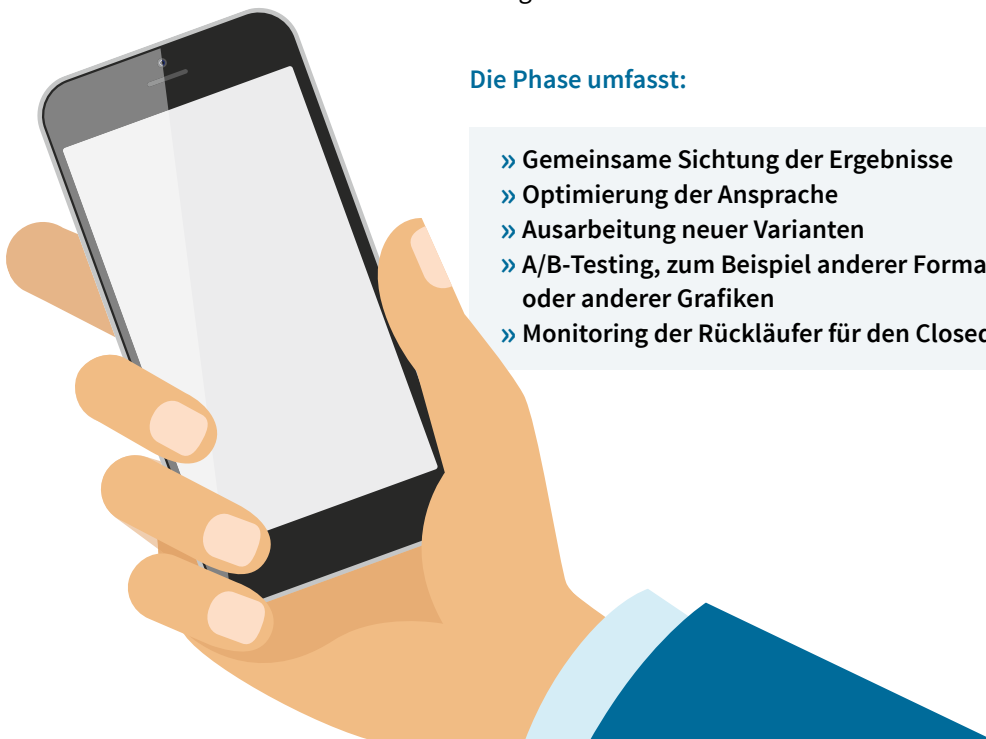 Die Phase umfasst:
» Gemeinsame Sichtung der Ergebnisse
» Optimierung der Ansprache
» Ausarbeitung neuer Varianten
» A/B-Testing, zum Beispiel anderer
oder anderer Grafiken
» Monitoring der Rückläufer für den